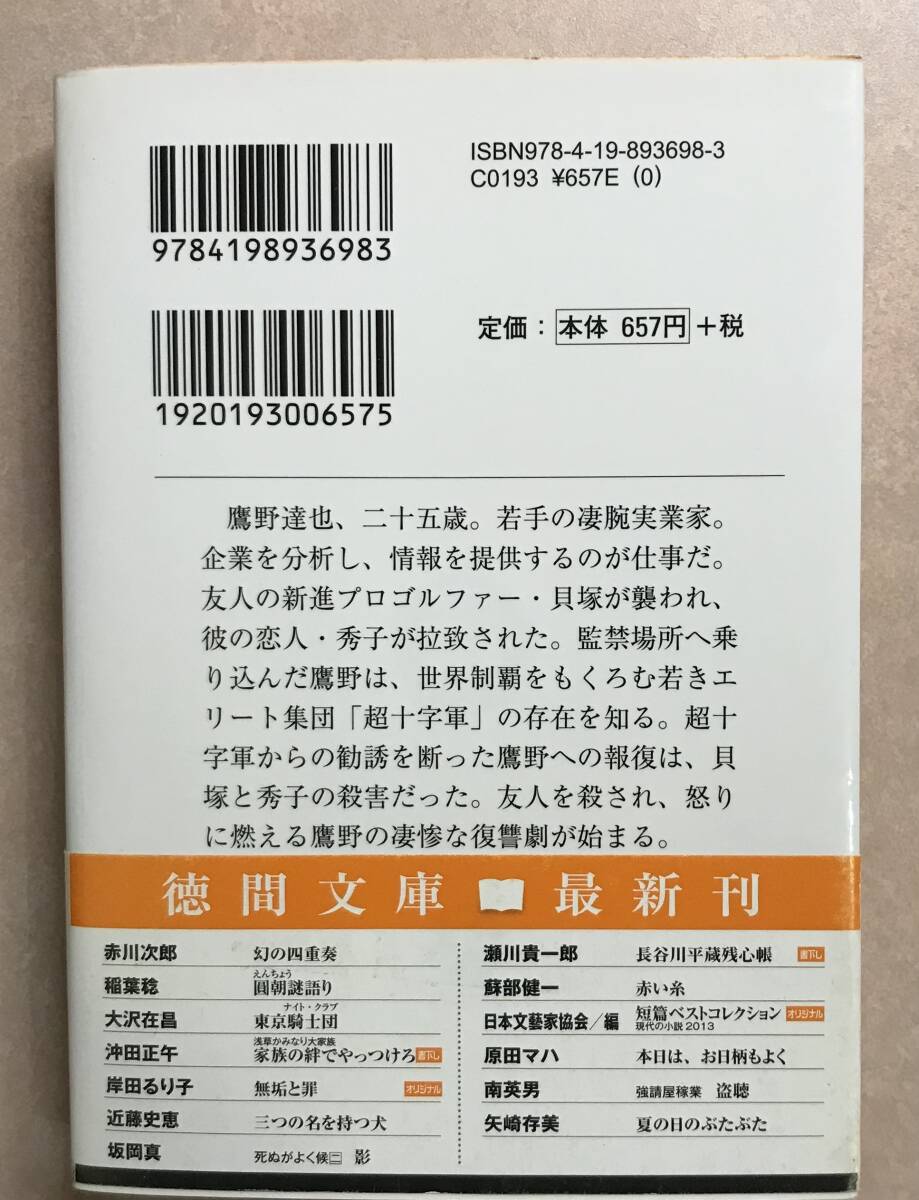 ISBN978-4-19-893698-3
C0193 ¥657E (0)
9784198936983
定価：本体 657円＋税
1920193006575
鷹野達也、二十五歳。若手の凄腕実業家。
企業を分析し、情報を提供するのが仕事だ。
友人の新進プロゴルファー・貝塚が襲われ、
彼の恋人・秀子が拉致された。監禁場所へ乗
り込んだ鷹野は、世界制覇をもくろむ若きエ
リート集団「超十字軍」の存在を知る。超十
字軍からの勧誘を断った鷹野への報復は、貝
塚と秀子の殺害だった。友人を殺され、怒り
に燃える鷹野の凄惨な復讐劇が始まる。
徳間文庫 最新刊
赤川次郎 幻の四重奏
えんちょう
稲葉稔 圓朝謎語り
ナイト・クラブ
大沢在昌 東京騎士団
浅草かみなり大家族
沖田正午 家族の絆でやっつけろ 書下し
岸田るり子 無垢と罪 オリジナル
近藤史恵 三つの名を持つ犬
坂岡真 死ぬがよく候二 影
瀬川貴一郎 長谷川平蔵残心帳 書下し
蘇部健一 赤い糸
日本文藝家協会／編 短篇ベストコレクション オリジナル
現代の小説2013
原田マハ 本日は、お日柄もよく
南英男 強請屋稼業 盗聴
矢崎存美 夏の日のぶたぶた